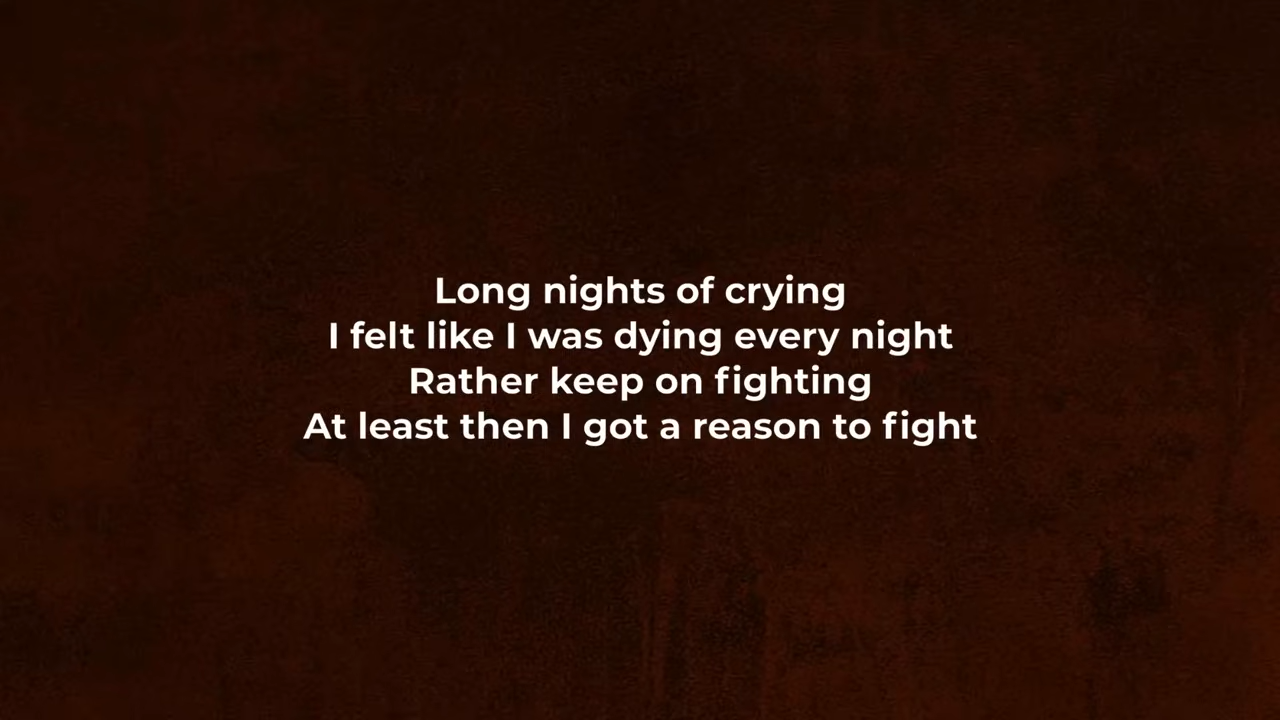 Long nights of crying
I felt like I was dying every night
Rather keep on fighting
At least then I got a reason to fight